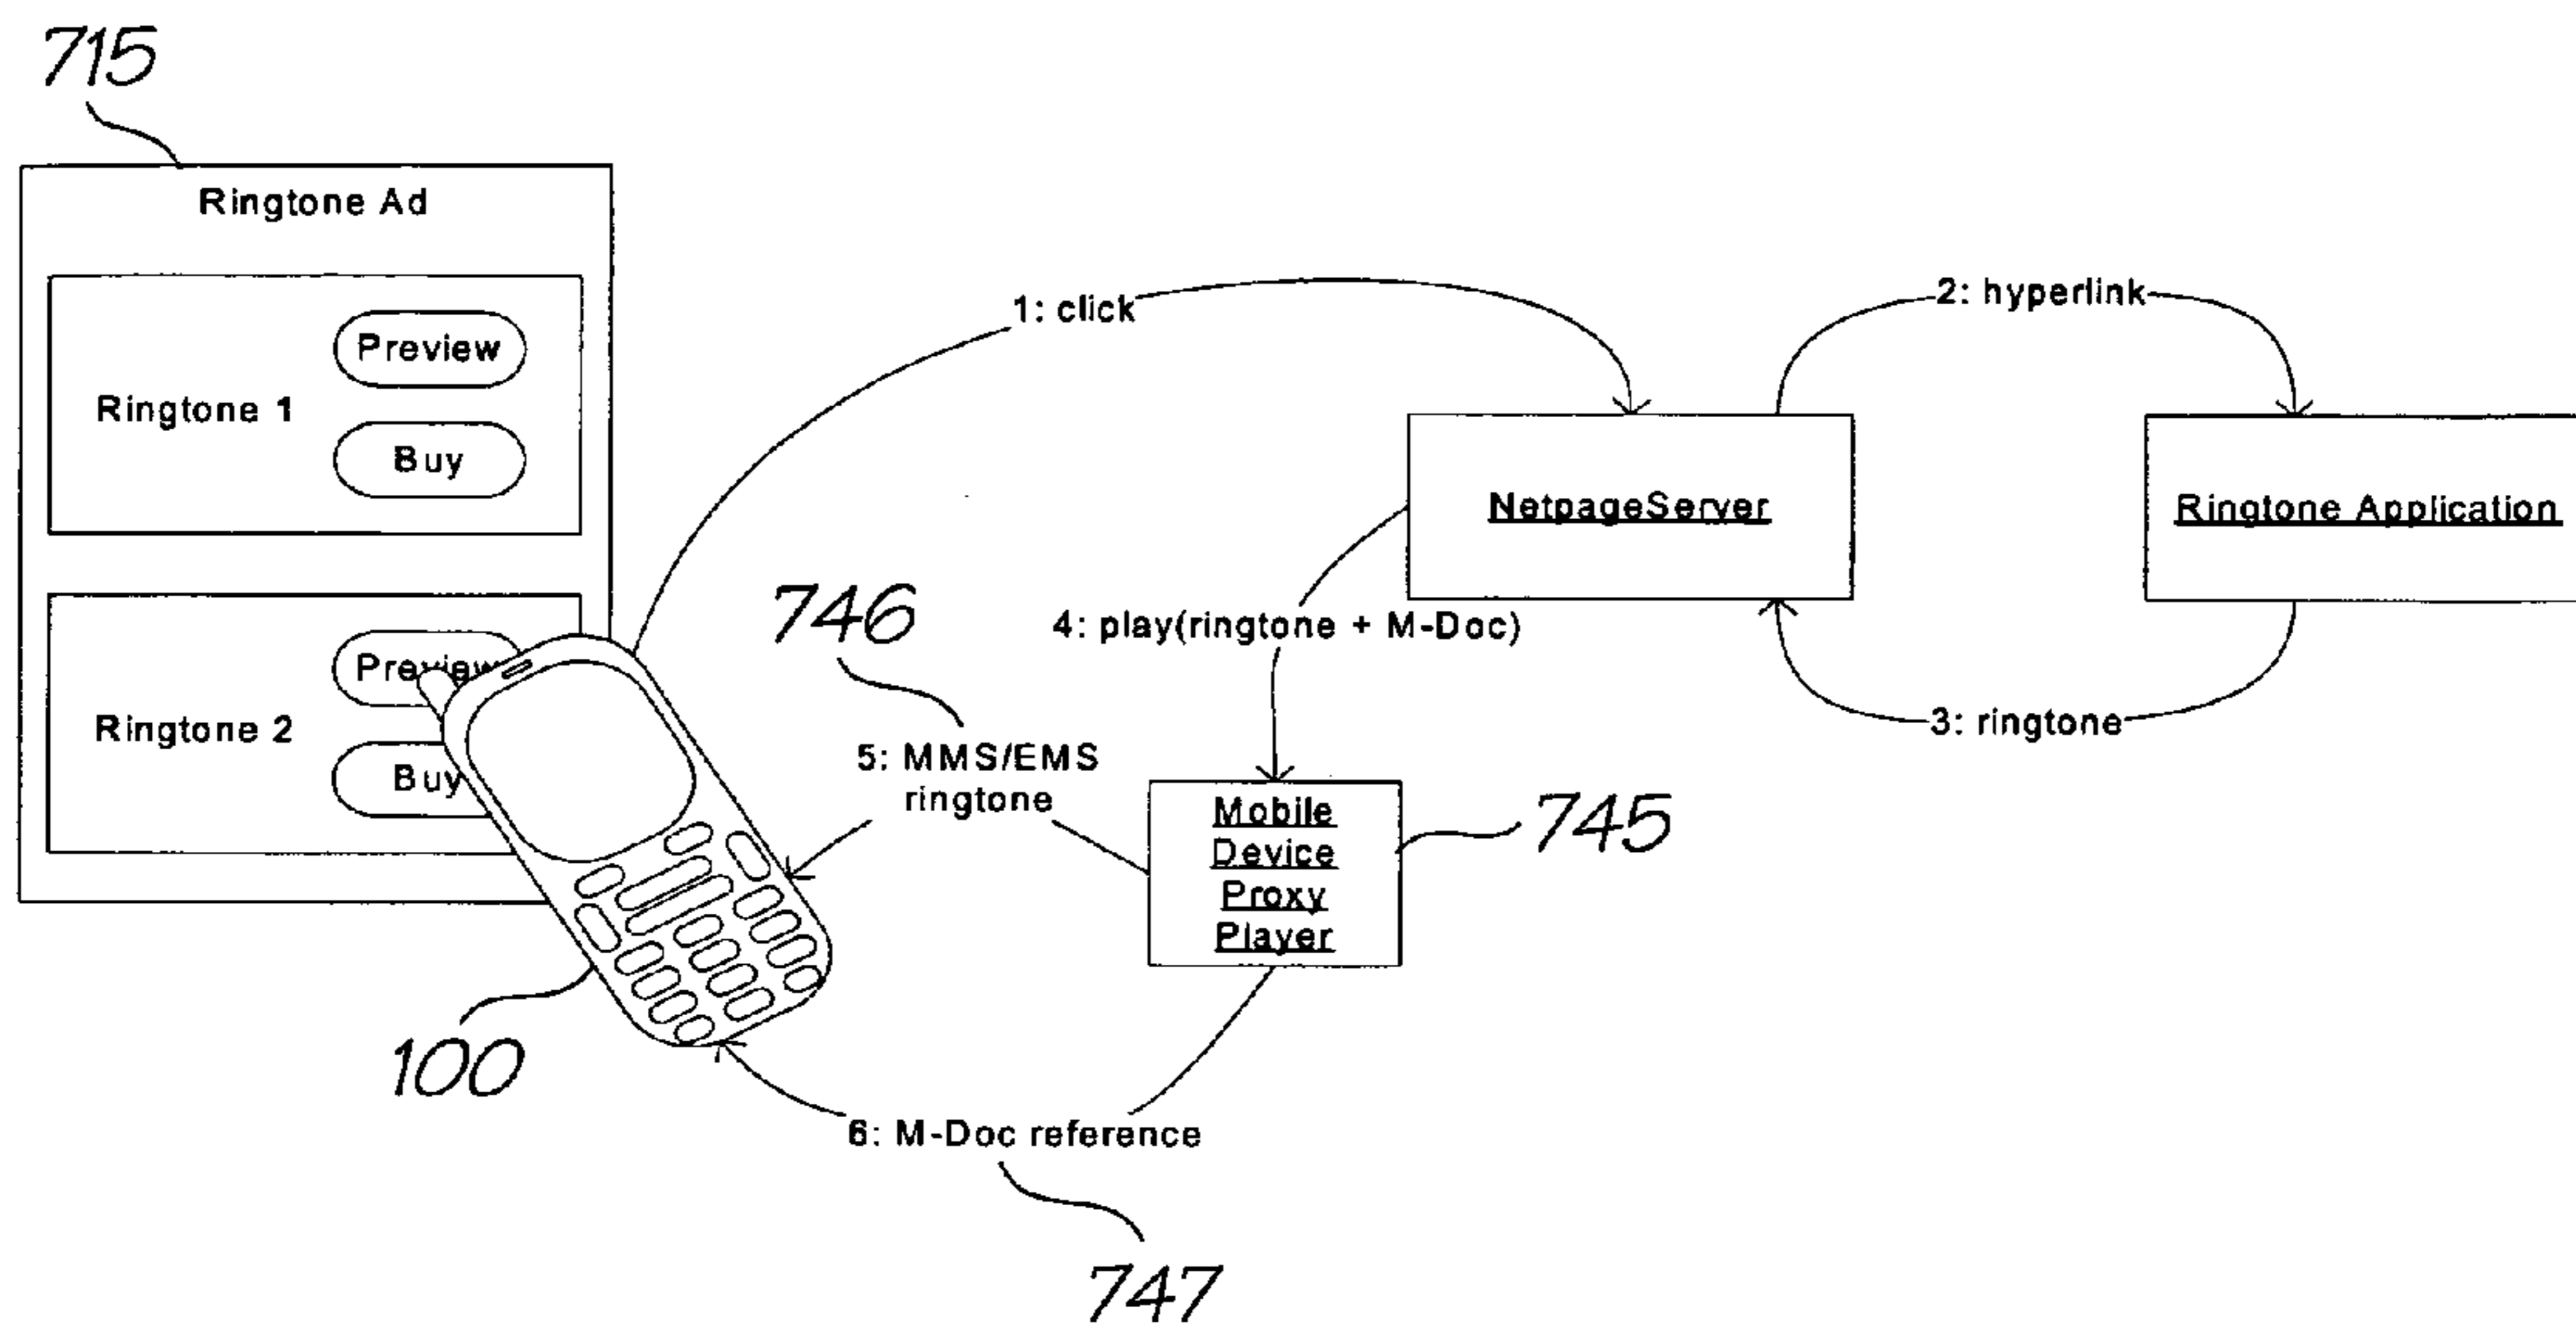 715
Ringtone Ad
Ringtone 1
Preview
Buy
Ringtone 2
Preview
Buy
100
1: click
2: hyperlink
NetpageServer
Ringtone Application
3: ringtone
4: play(ringtone + M-Doc)
746
5: MMS/EMS
ringtone
Mobile
Device
Proxy
Player
745
6: M-Doc reference
747